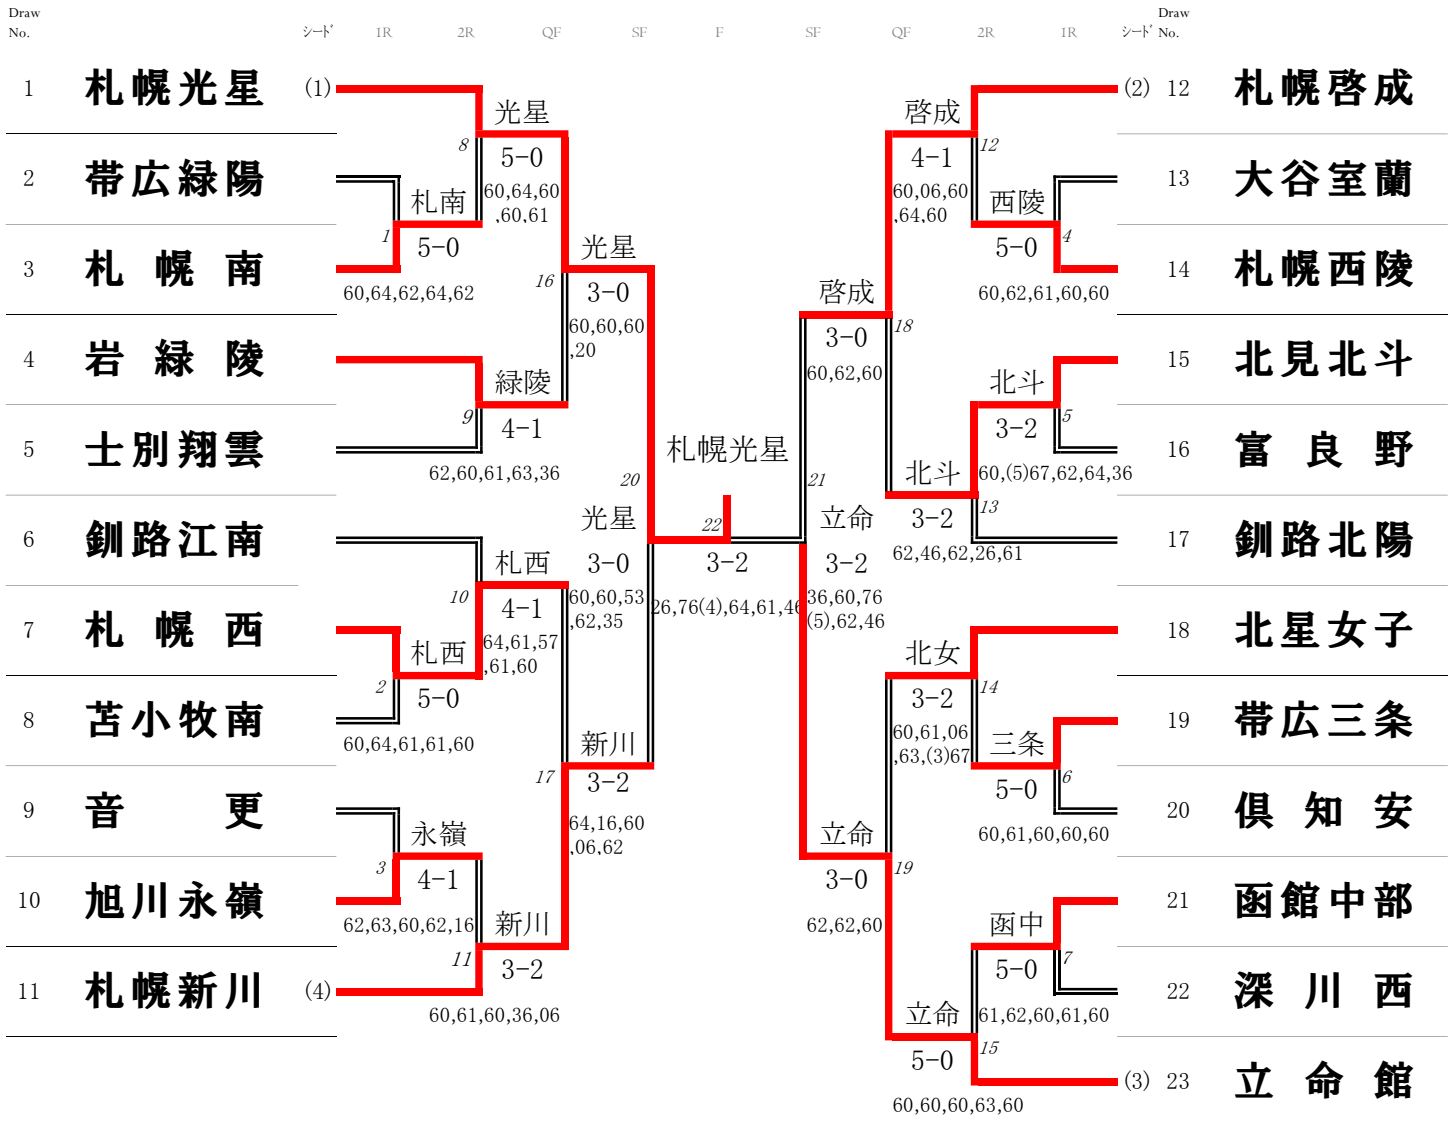 Draw Draw
No. シード 1R 2R QF SF F SF QF 2R 1R シード No.
1 札幌光星 (1) (2) 12 札幌啓成
光星 啓成
8 5-0 4-1 12
2 帯広緑陽 13 大谷室蘭
60,64,60 60,06,60
札南 ,60,61 ,64,60 西陵
1 5-0 5-0 4
光星
3 札幌南 14 札幌西陵
16 3-0 啓成
60,64,62,64,62 60,62,61,60,60
60,60,60 18
,20 3-0
4 岩緑陵 15 北見北斗
緑陵 60,62,60 北斗
9 4-1 3-2 5
5 士別翔雲 札幌光星 16 富良野
62,60,61,63,36 北斗 60,(5)67,62,64,36
20 21
光星 立命 3-2 13
22
6 釧路江南 17 釧路北陽
札西 3-0 3-2 3-2 62,46,62,26,61
10 4-1 60,60,53 26,76(4),64,61,46 36,60,76
,62,35 (5),62,46
7 札幌西 18 北星女子
64,61,57
札西 ,61,60 北女
2 5-0 3-2 14
8 苫小牧南 19 帯広三条
60,64,61,61,60 新川 60,61,06 三条
,63,(3)67
17 3-2 5-0 6
9 音更 20 倶知安
永嶺 64,16,60 立命 60,61,60,60,60
,06,62
3 4-1 3-0 19
10 旭川永嶺 21 函館中部
62,63,60,62,16 新川 62,62,60 函中
11 3-2 5-0 7
11 札幌新川 (4) 22 深川西
60,61,60,36,06 立命 61,62,60,61,60
5-0 15
(3) 23 立命館
60,60,60,63,60